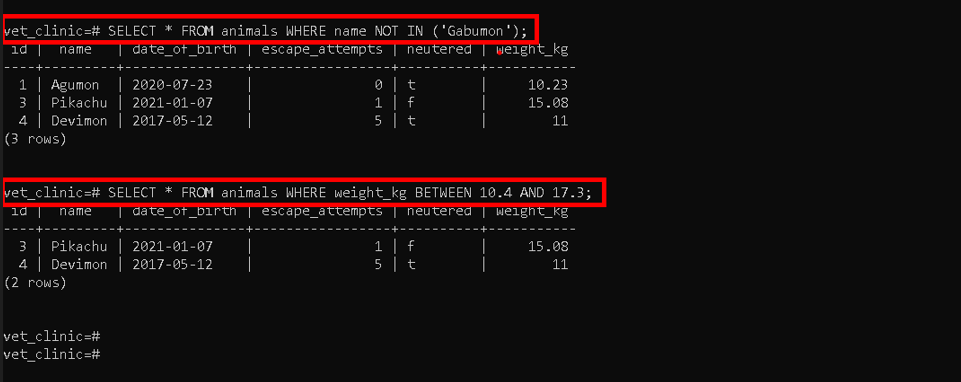 vet_clinic=# SELECT * FROM animals WHERE name NOT IN ('Gabumon');
 id |  name   | date_of_birth | escape_attempts | neutered | weight_kg
----+---------+---------------+-----------------+----------+-----------
  1 | Agumon  | 2020-07-23    |               0 | t        |     10.23
  3 | Pikachu | 2021-01-07    |               1 | f        |     15.08
  4 | Devimon | 2017-05-12    |               5 | t        |        11
(3 rows)
vet_clinic=# SELECT * FROM animals WHERE weight_kg BETWEEN 10.4 AND 17.3;
 id |  name   | date_of_birth | escape_attempts | neutered | weight_kg
----+---------+---------------+-----------------+----------+-----------
  3 | Pikachu | 2021-01-07    |               1 | f        |     15.08
  4 | Devimon | 2017-05-12    |               5 | t        |        11
(2 rows)
vet_clinic=#
vet_clinic=#